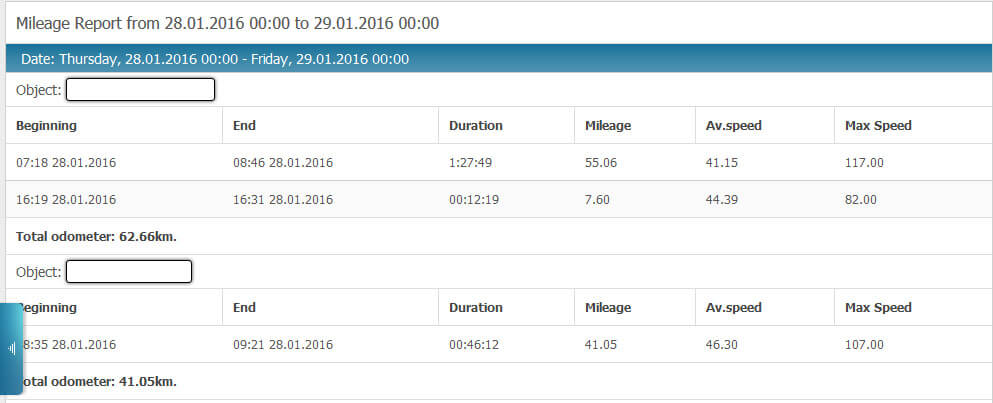 Mileage Report from 28.01.2016 00:00 to 29.01.2016 00:00
Date: Thursday, 28.01.2016 00:00 - Friday, 29.01.2016 00:00
Object:
Beginning End Duration Mileage Av.speed Max Speed
07:18 28.01.2016 08:46 28.01.2016 1:27:49 55.06 41.15 117.00
16:19 28.01.2016 16:31 28.01.2016 00:12:19 7.60 44.39 82.00
Total odometer: 62.66km.
Object:
Beginning End Duration Mileage Av.speed Max Speed
8:35 28.01.2016 09:21 28.01.2016 00:46:12 41.05 46.30 107.00
Total odometer: 41.05km.